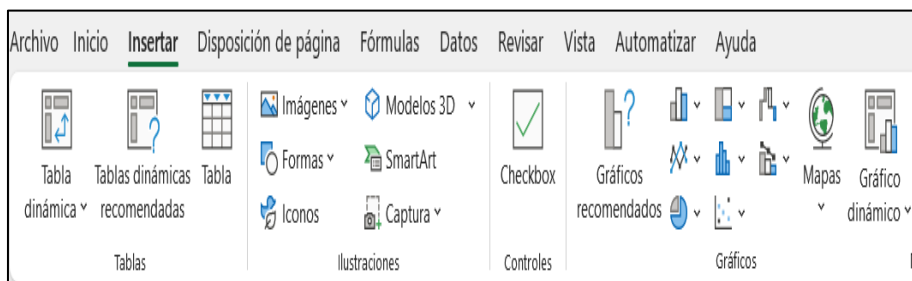 Archivo Inicio Insertar Disposición de página Fórmulas Datos Revisar Vista Automatizar Ayuda
Tabla dinámica
Tablas dinámicas recomendadas
Tabla
Tablas
Imágenes
Formas
Iconos
Modelos 3D
SmartArt
Captura
Ilustraciones
Checkbox
Controles
Gráficos recomendados
Mapas
Gráfico dinámico
Gráficos